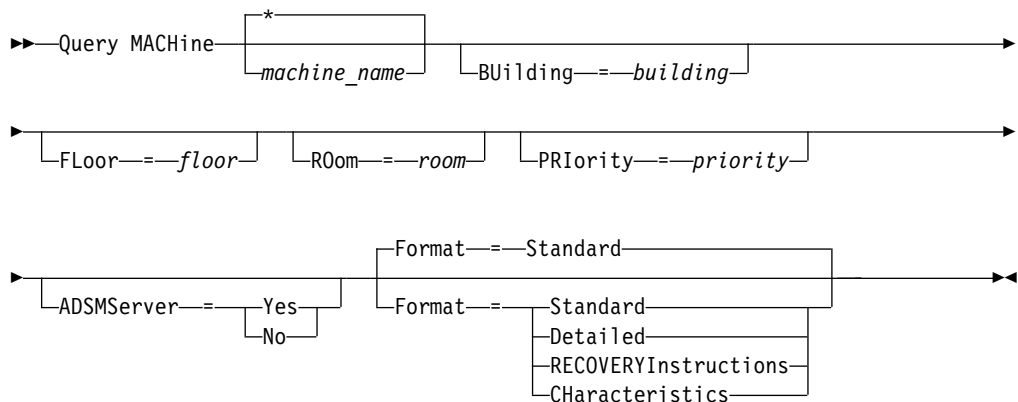 *
Query MACHine
machine_name
BUilding = building
FLoor = floor
ROom = room
PRIority = priority
Format = Standard
ADSMServer = Yes
No
Format = Standard
Detailed
RECOVERYInstructions
CHaracteristics